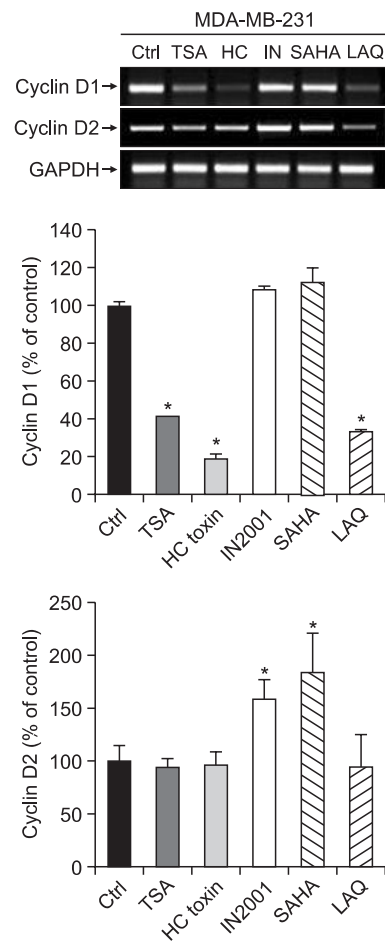 MDA-MB-231
Ctrl TSA HC IN SAHA LAQ
Cyclin D1→
Cyclin D2→
GAPDH→
Cyclin D1 (% of control)
140
120
100
80
60
40
20
0
* * *
Ctrl TSA HC toxin IN2001 SAHA LAQ
Cyclin D2 (% of control)
250
200
150
100
50
0
* *
Ctrl TSA HC toxin IN2001 SAHA LAQ